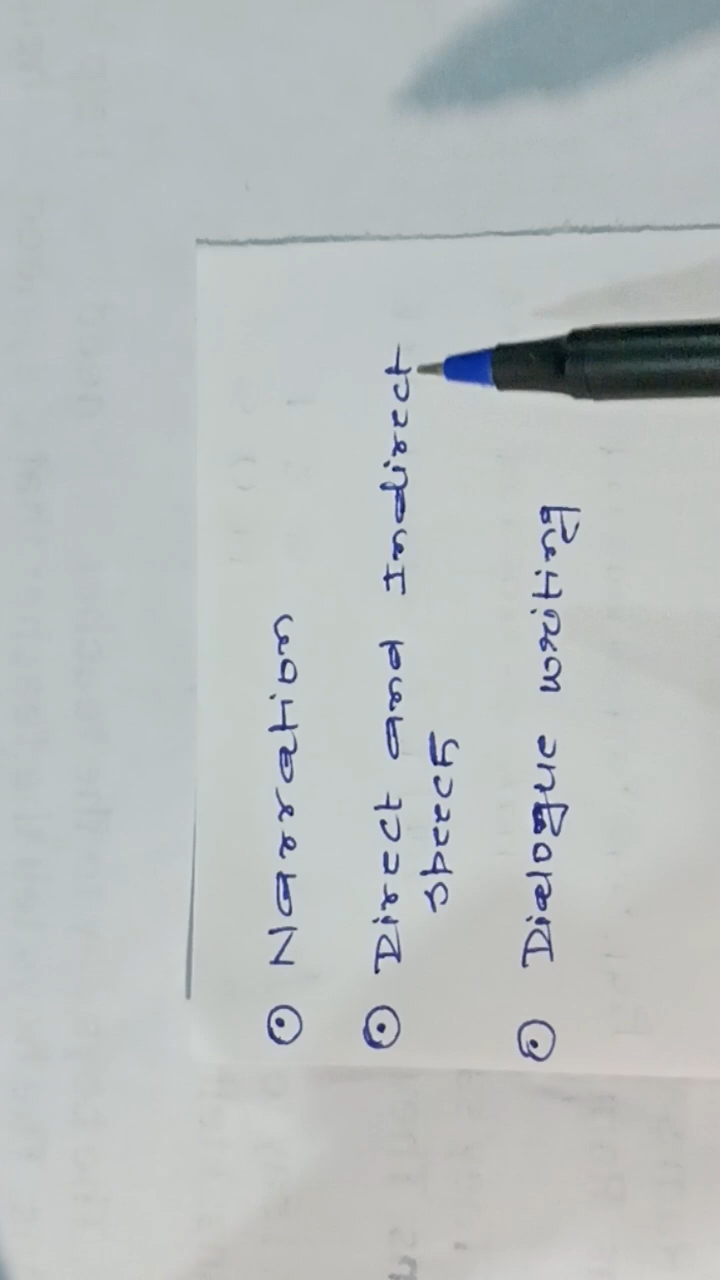 ⊙ Narration
⊙ Direct and Indirect
speech
⊙ Dialogue writing